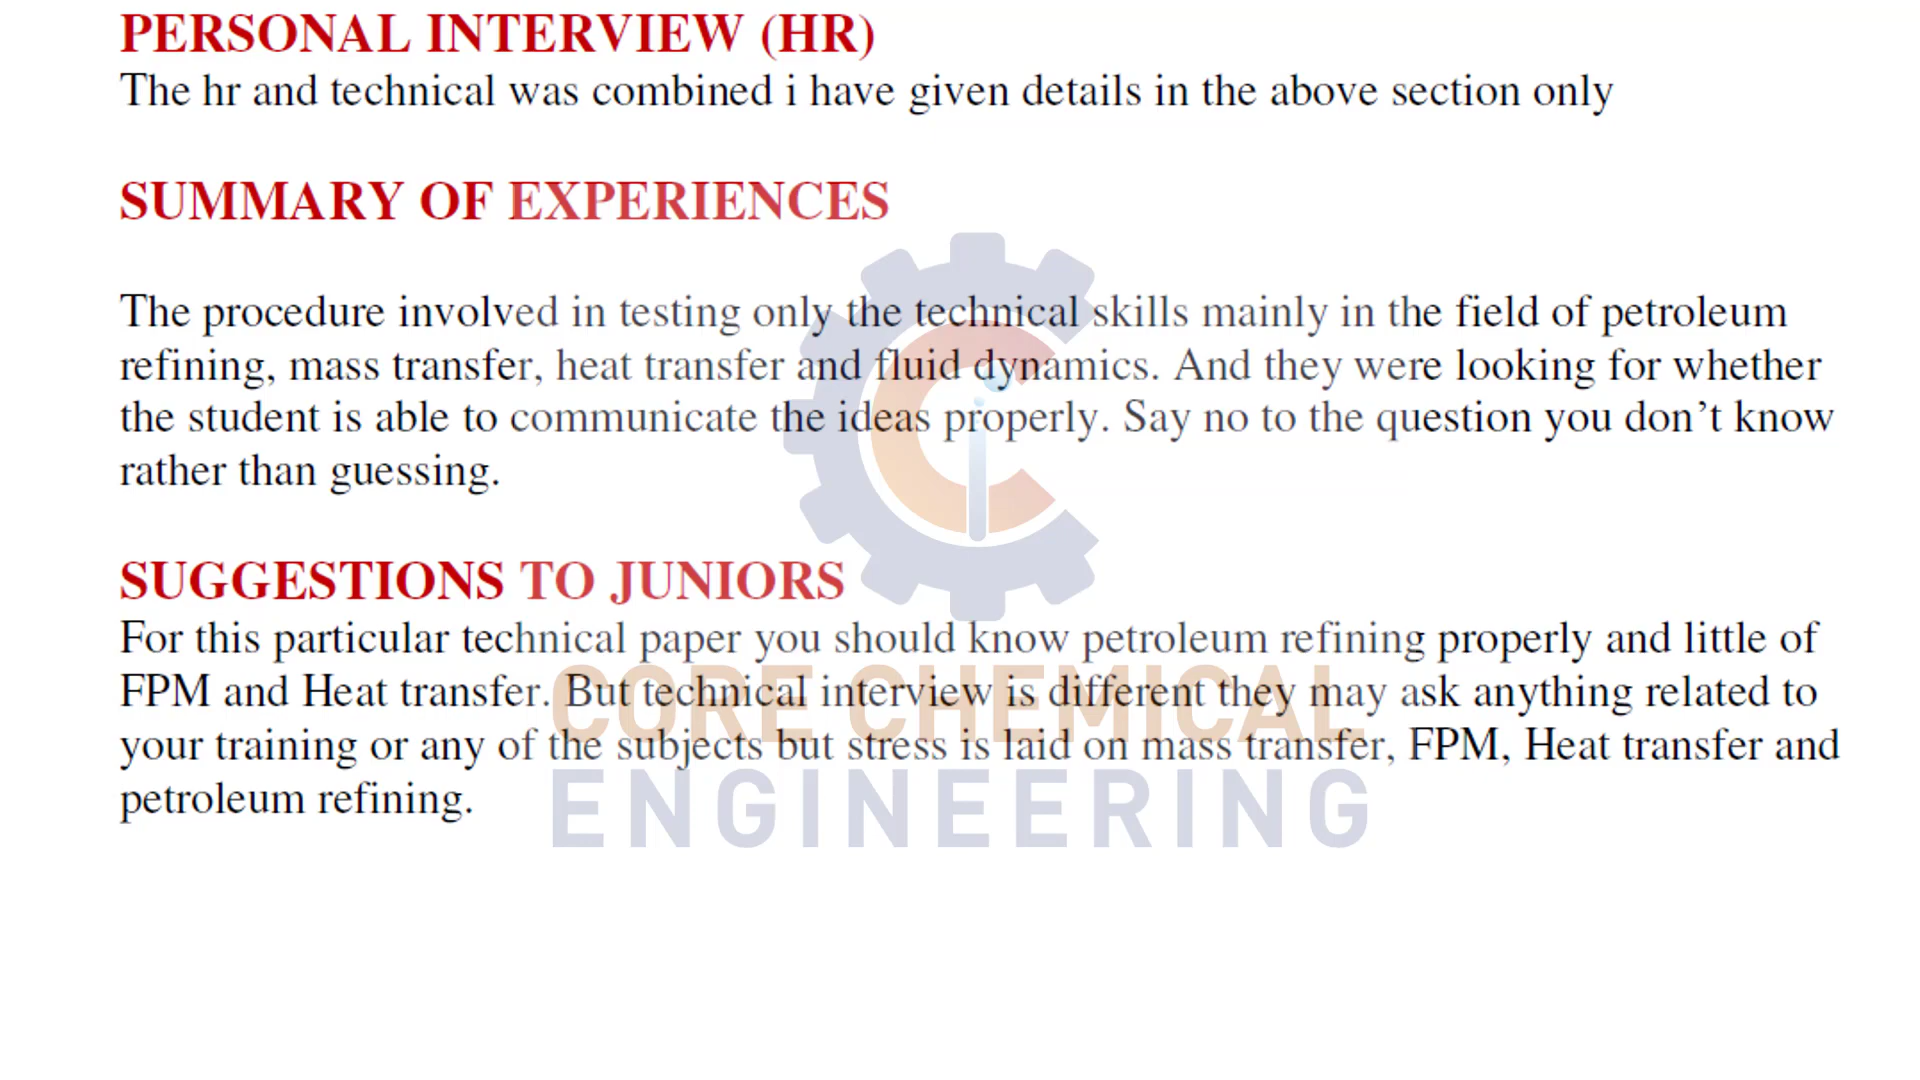 PERSONAL INTERVIEW (HR)
The hr and technical was combined i have given details in the above section only
SUMMARY OF EXPERIENCES
The procedure involved in testing only the technical skills mainly in the field of petroleum
refining, mass transfer, heat transfer and fluid dynamics. And they were looking for whether
the student is able to communicate the ideas properly. Say no to the question you don’t know
rather than guessing.
SUGGESTIONS TO JUNIORS
For this particular technical paper you should know petroleum refining properly and little of
FPM and Heat transfer. But technical interview is different they may ask anything related to
your training or any of the subjects but stress is laid on mass transfer, FPM, Heat transfer and
petroleum refining.
CORE CHEMICAL
ENGINEERING